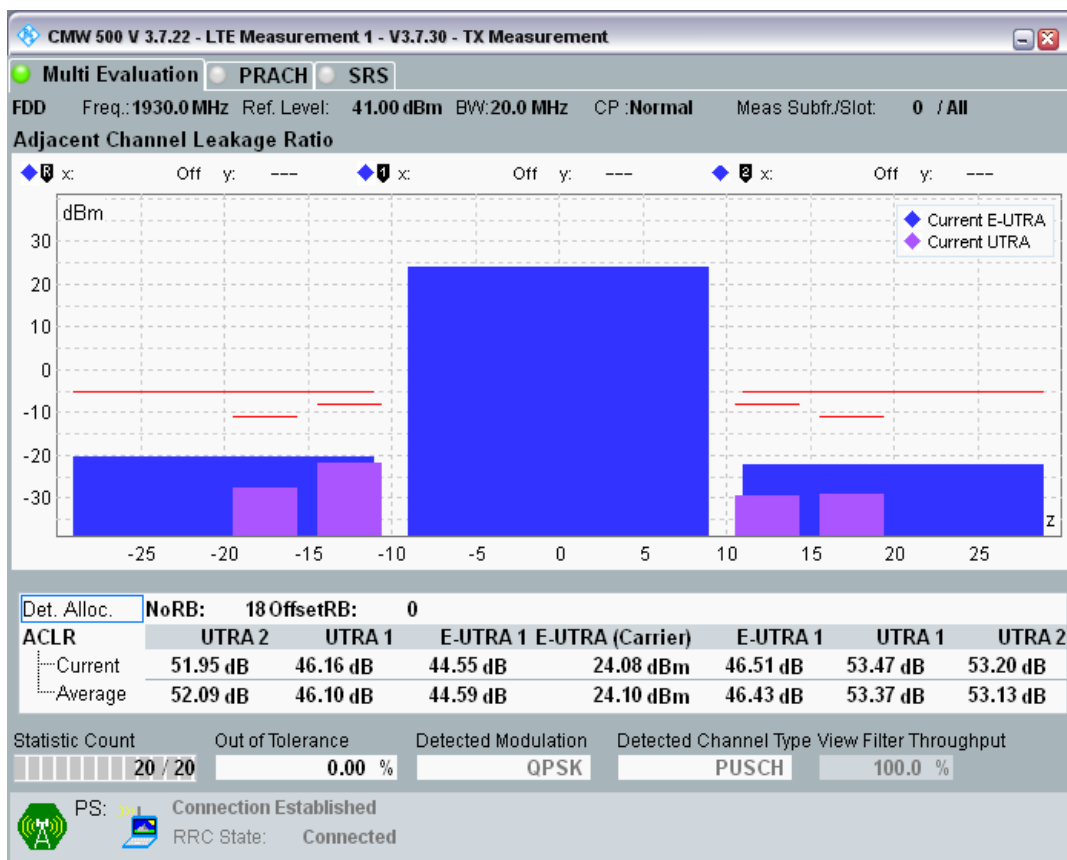 CMW 500 V 3.7.22 - LTE Measurement 1 - V3.7.30 - TX Measurement
Multi Evaluation PRACH SRS
FDD Freq.: 1930.0 MHz Ref. Level: 41.00 dBm BW: 20.0 MHz CP :Normal Meas Subfr./Slot: 0 / All
Adjacent Channel Leakage Ratio
R x: Off y: --- 1 x: Off y: --- 2 x: Off y: ---
dBm
Current E-UTRA
Current UTRA
30
20
10
0
-10
-20
-30
z
-25 -20 -15 -10 -5 0 5 10 15 20 25
Det. Alloc. NoRB: 18 OffsetRB: 0
ACLR UTRA 2 UTRA 1 E-UTRA 1 E-UTRA (Carrier) E-UTRA 1 UTRA 1 UTRA 2
Current 51.95 dB 46.16 dB 44.55 dB 24.08 dBm 46.51 dB 53.47 dB 53.20 dB
Average 52.09 dB 46.10 dB 44.59 dB 24.10 dBm 46.43 dB 53.37 dB 53.13 dB
Statistic Count Out of Tolerance Detected Modulation Detected Channel Type View Filter Throughput
20 / 20 0.00 % QPSK PUSCH 100.0 %
PS: Connection Established
RRC State: Connected